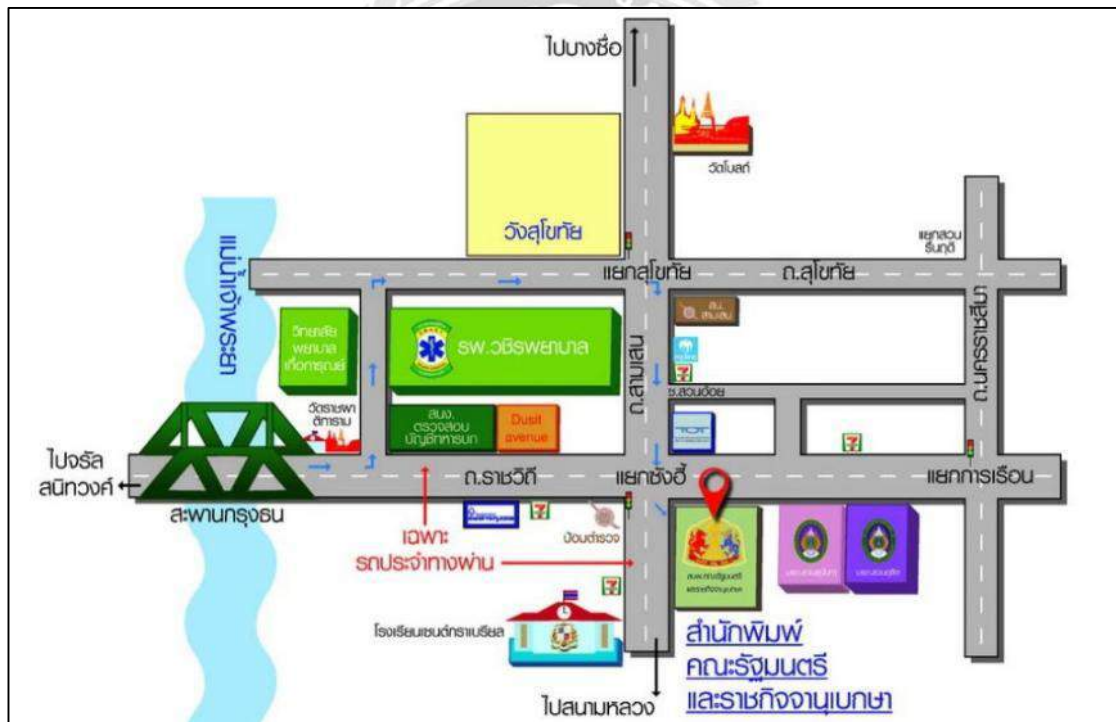 ไปบางซื่อ
วัดโบสถ์
วังสุโขทัย
แม่น้ำเจ้าพระยา
แยกสวน
รื่นฤดี
แยกสุโขทัย
ถ.สุโขทัย
สน.
สามเสน
วิทยาลัย
พยาบาล
เกื้อการุณย์
รพ.วชิรพยาบาล
ถ.สามเสน
ถ.นครราชสีมา
ซ.สวนอ้อย
วัดราชผา
ติการาม
สนง.
ตรวจสอบ
บัญชีทหารบก
Dusit
avenue
ไปจรัล
สนิทวงศ์
ถ.ราชวิถี
แยกซังฮี้
แยกการเรือน
สะพานกรุงธน
เฉพาะ
รถประจำทางผ่าน
ป้อมตำรวจ
โรงเรียนเซนต์คาเบรียล
สำนักพิมพ์
คณะรัฐมนตรี
และราชกิจจานุเบกษา
ไปสนามหลวง